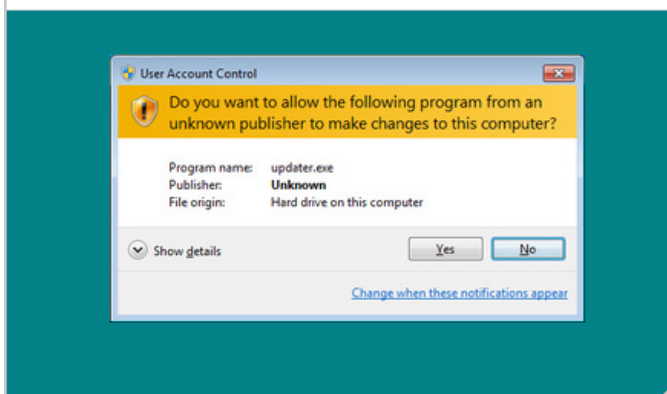 User Account Control
Do you want to allow the following program from an
unknown publisher to make changes to this computer?
Program name: updater.exe
Publisher: Unknown
File origin: Hard drive on this computer
Show details
Yes No
Change when these notifications appear